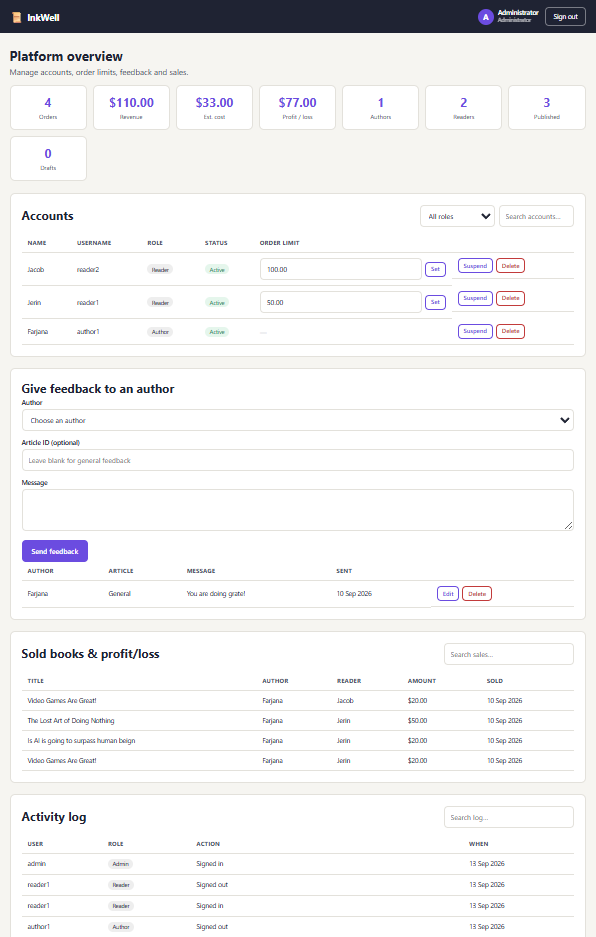 InkWell
A Administrator Sign out
Administrator
Platform overview
Manage accounts, order limits, feedback and sales.
4 $110.00 $33.00 $77.00 1 2 3
Orders Revenue Est. cost Profit / loss Authors Readers Published
0
Drafts
Accounts All roles Search accounts...
NAME USERNAME ROLE STATUS ORDER LIMIT
Jacob reader2 Reader Active 100.00 Set Suspend Delete
Jerin reader1 Reader Active 50.00 Set Suspend Delete
Farjana author1 Author Active — Suspend Delete
Give feedback to an author
Author
Choose an author
Article ID (optional)
Leave blank for general feedback
Message
Send feedback
AUTHOR ARTICLE MESSAGE SENT
Farjana General You are doing grate! 10 Sep 2026 Edit Delete
Sold books & profit/loss Search sales...
TITLE AUTHOR READER AMOUNT SOLD
Video Games Are Great! Farjana Jacob $20.00 10 Sep 2026
The Lost Art of Doing Nothing Farjana Jerin $50.00 10 Sep 2026
Is AI is going to surpass human beign Farjana Jerin $20.00 10 Sep 2026
Video Games Are Great! Farjana Jerin $20.00 10 Sep 2026
Activity log Search log...
USER ROLE ACTION WHEN
admin Admin Signed in 13 Sep 2026
reader1 Reader Signed out 13 Sep 2026
reader1 Reader Signed in 13 Sep 2026
author1 Author Signed out 13 Sep 2026